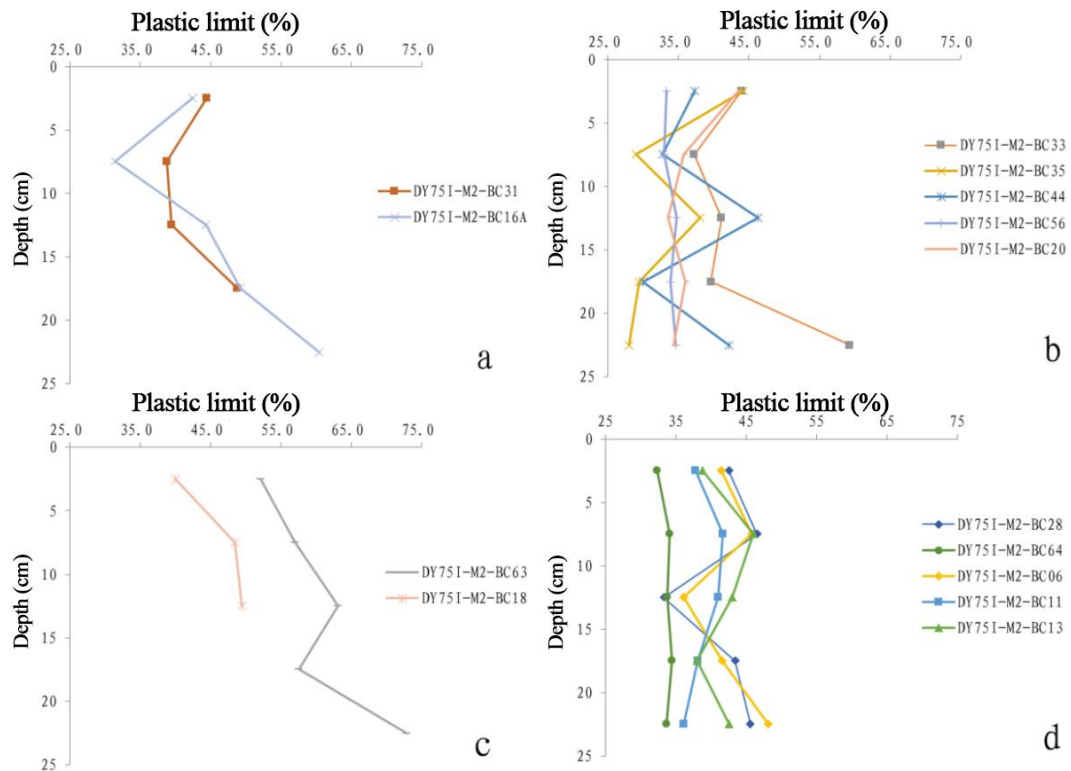 Plastic limit (%)
25.0 35.0 45.0 55.0 65.0 75.0
0
5
10
15
20
25
Depth (cm)
DY75I-M2-BC31
DY75I-M2-BC16A
a
Plastic limit (%)
25.0 35.0 45.0 55.0 65.0 75.0
0
5
10
15
20
25
Depth (cm)
DY75I-M2-BC33
DY75I-M2-BC35
DY75I-M2-BC44
DY75I-M2-BC56
DY75I-M2-BC20
b
Plastic limit (%)
25.0 35.0 45.0 55.0 65.0 75.0
0
5
10
15
20
25
Depth (cm)
DY75I-M2-BC63
DY75I-M2-BC18
c
Plastic limit (%)
25 35 45 55 65 75
0
5
10
15
20
25
Depth (cm)
DY75I-M2-BC28
DY75I-M2-BC64
DY75I-M2-BC06
DY75I-M2-BC11
DY75I-M2-BC13
d